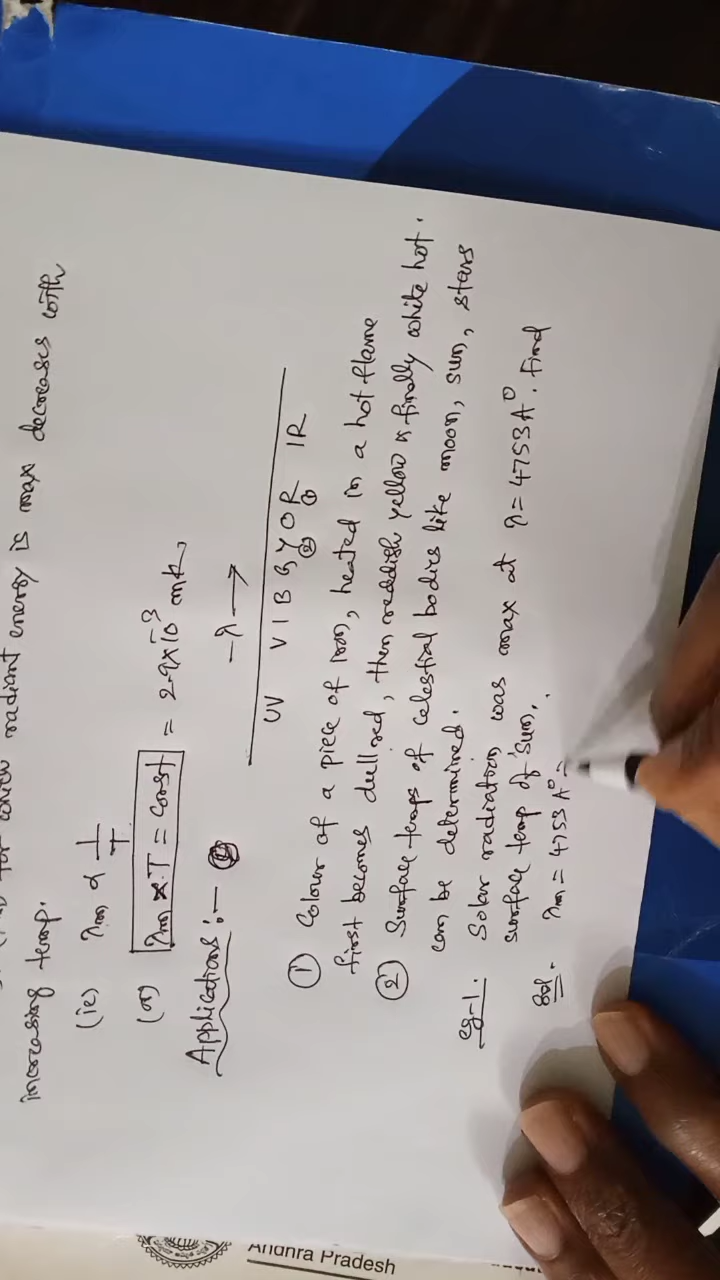 radiant energy is max decreases with
increasing temp.
(ie) λm α 1/T
(or) λm × T = const = 2.9×10⁻³ mk,
Applications :-
-λ→
UV V I B G Y O R IR
② ①
① Colour of a piece of iron, heated in a hot flame
first becomes dull red, then reddish yellow & finally white hot.
② Surface temps of celestial bodies like moon, sun, stars
can be determined.
eg-1. Solar radiation was max at λ = 4753 A°. Find
surface temp of sun.
Sol. λm = 4753 A° =
Andhra Pradesh